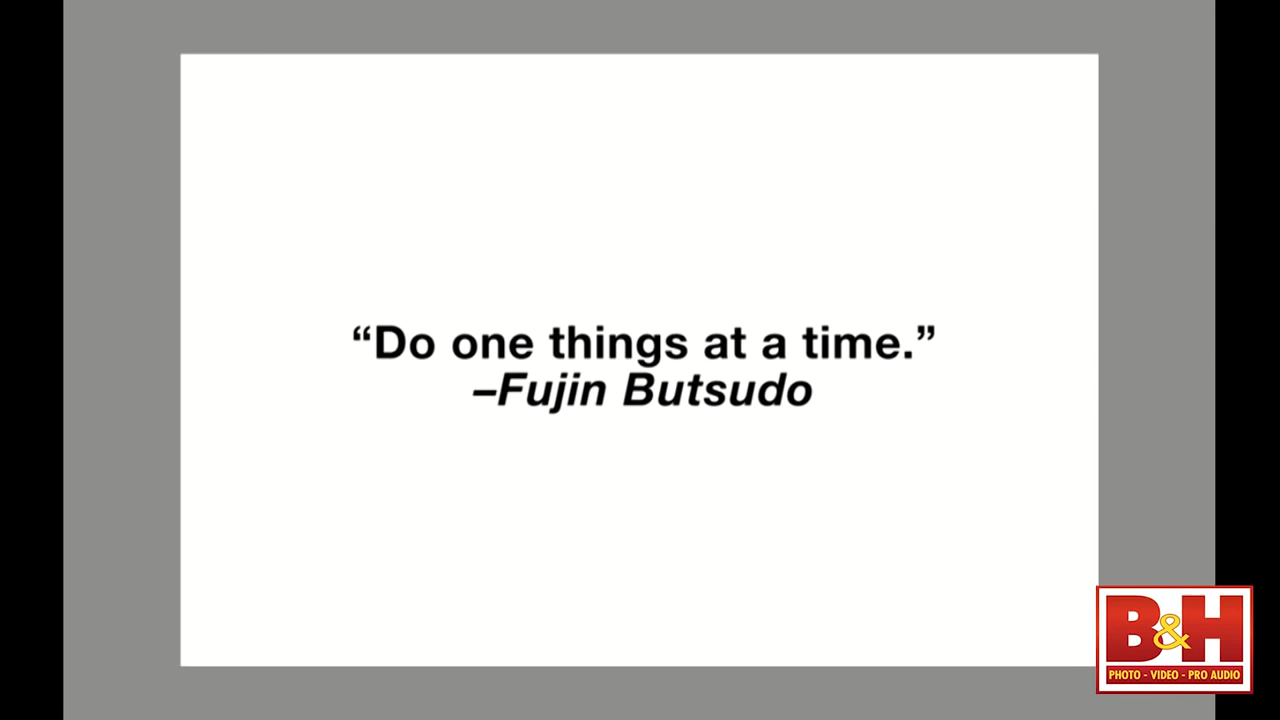 “Do one things at a time.”
–Fujin Butsudo
B&H
PHOTO - VIDEO - PRO AUDIO